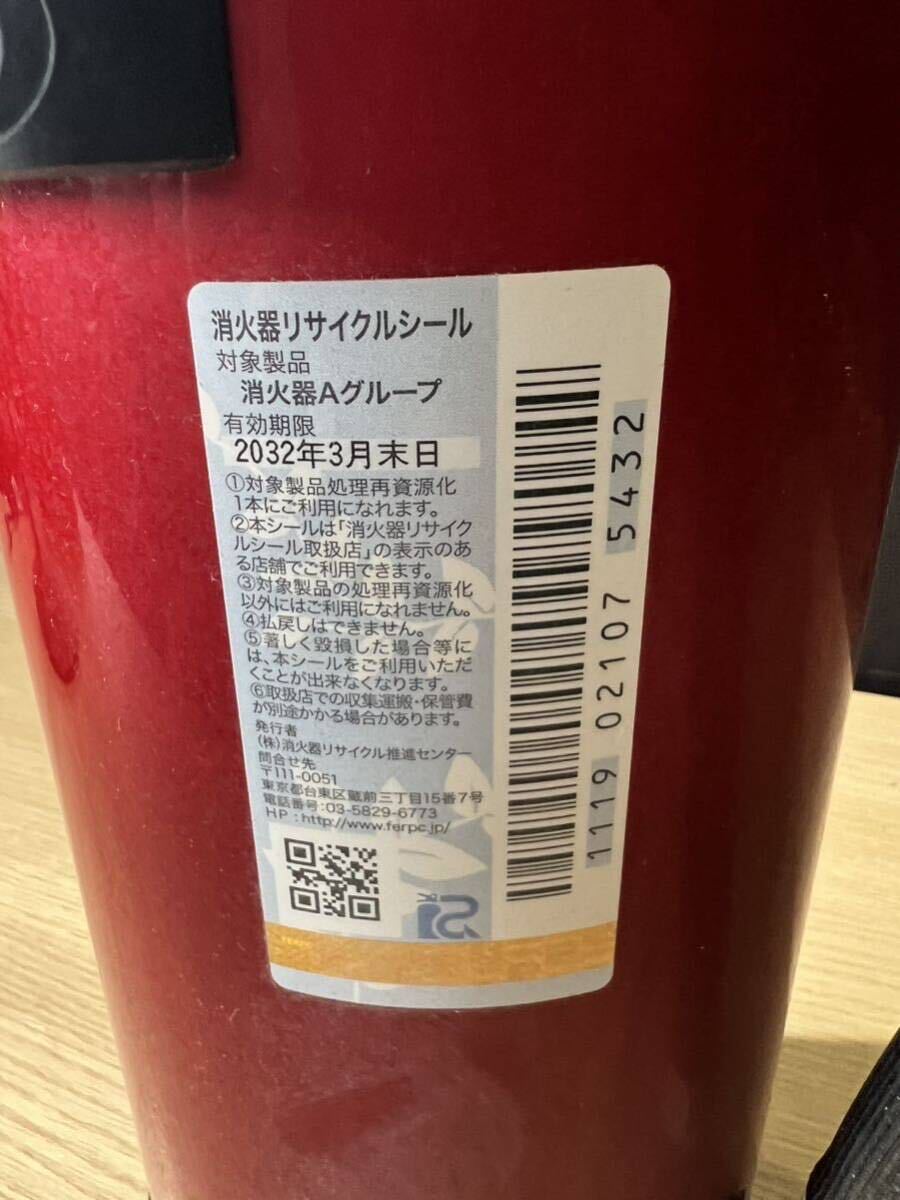 消火器リサイクルシール
対象製品
消火器Aグループ
有効期限
2032年3月末日
①対象製品処理再資源化
1本にご利用になれます。
②本シールは「消火器リサイク
ルシール取扱店」の表示のあ
る店舗でご利用できます。
③対象製品の処理再資源化
以外にはご利用になれません。
④払戻しはできません。
⑤著しく毀損した場合等に
は、本シールをご利用いただ
くことが出来なくなります。
⑥取扱店での収集運搬・保管費
が別途かかる場合があります。
発行者
(株)消火器リサイクル推進センター
問合せ先
〒111-0051
東京都台東区蔵前三丁目15番7号
電話番号:03-5829-6773
HP:http://www.ferpc.jp/
1119 02107 5432